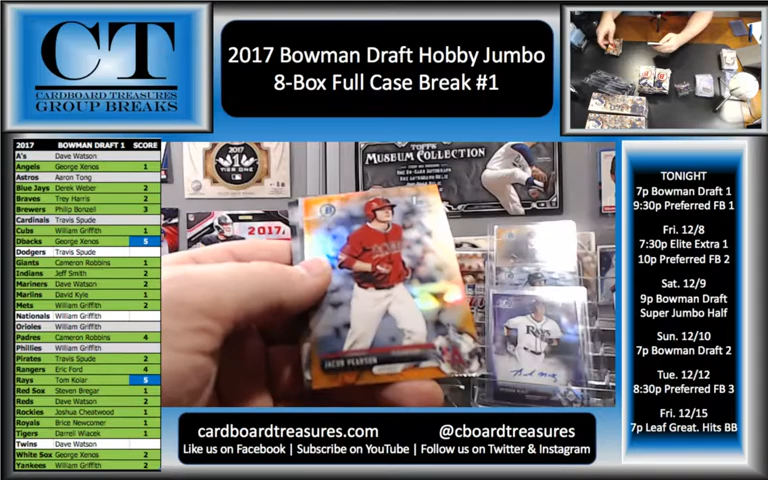 CT
CARDBOARD TREASURES
GROUP BREAKS
2017 Bowman Draft Hobby Jumbo
8-Box Full Case Break #1
2017 BOWMAN DRAFT 1 SCORE
A's Dave Watson
Angels George Xenos 1
Astros Aaron Tong
Blue Jays Derek Weber 2
Braves Trey Harris 2
Brewers Philip Bonzell 3
Cardinals Travis Spude
Cubs William Griffith 1
Dbacks George Xenos 5
Dodgers Travis Spude
Giants Cameron Robbins 1
Indians Jeff Smith 2
Mariners Dave Watson 2
Marlins David Kyle 1
Mets William Griffith 2
Nationals William Griffith
Orioles William Griffith
Padres Cameron Robbins 4
Phillies William Griffith
Pirates Travis Spude 2
Rangers Eric Ford 4
Rays Tom Kolar 5
Red Sox Steven Bregar 1
Reds Dave Watson 2
Rockies Joshua Cheatwood 1
Royals Brice Newcomer 1
Tigers Darrell Wiacek 1
Twins Dave Watson
White Sox George Xenos 2
Yankees William Griffith 2
2017
TIER ONE
TOPPS
MUSEUM COLLECTION
2017
JACOB PEARSON
RAYS
TONIGHT
7p Bowman Draft 1
9:30p Preferred FB 1
Fri. 12/8
7:30p Elite Extra 1
10p Preferred FB 2
Sat. 12/9
9p Bowman Draft
Super Jumbo Half
Sun. 12/10
7p Bowman Draft 2
Tue. 12/12
8:30p Preferred FB 3
Fri. 12/15
7p Leaf Great. Hits BB
cardboardtreasures.com @cboardtreasures
Like us on Facebook | Subscribe on YouTube | Follow us on Twitter & Instagram